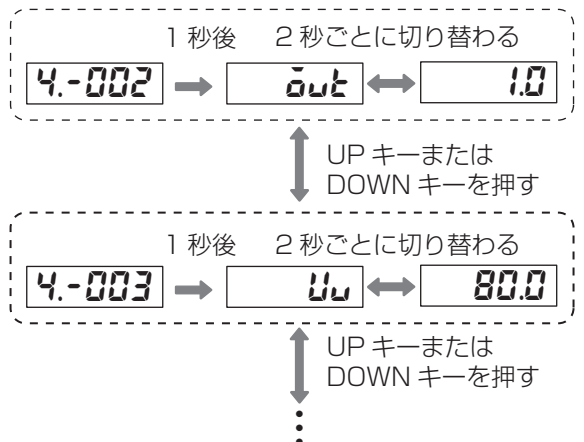 1 秒後 2 秒ごとに切り替わる
4.-002 out 1.0
UP キーまたは
DOWN キーを押す
1 秒後 2 秒ごとに切り替わる
4.-003 Uu 80.0
UP キーまたは
DOWN キーを押す